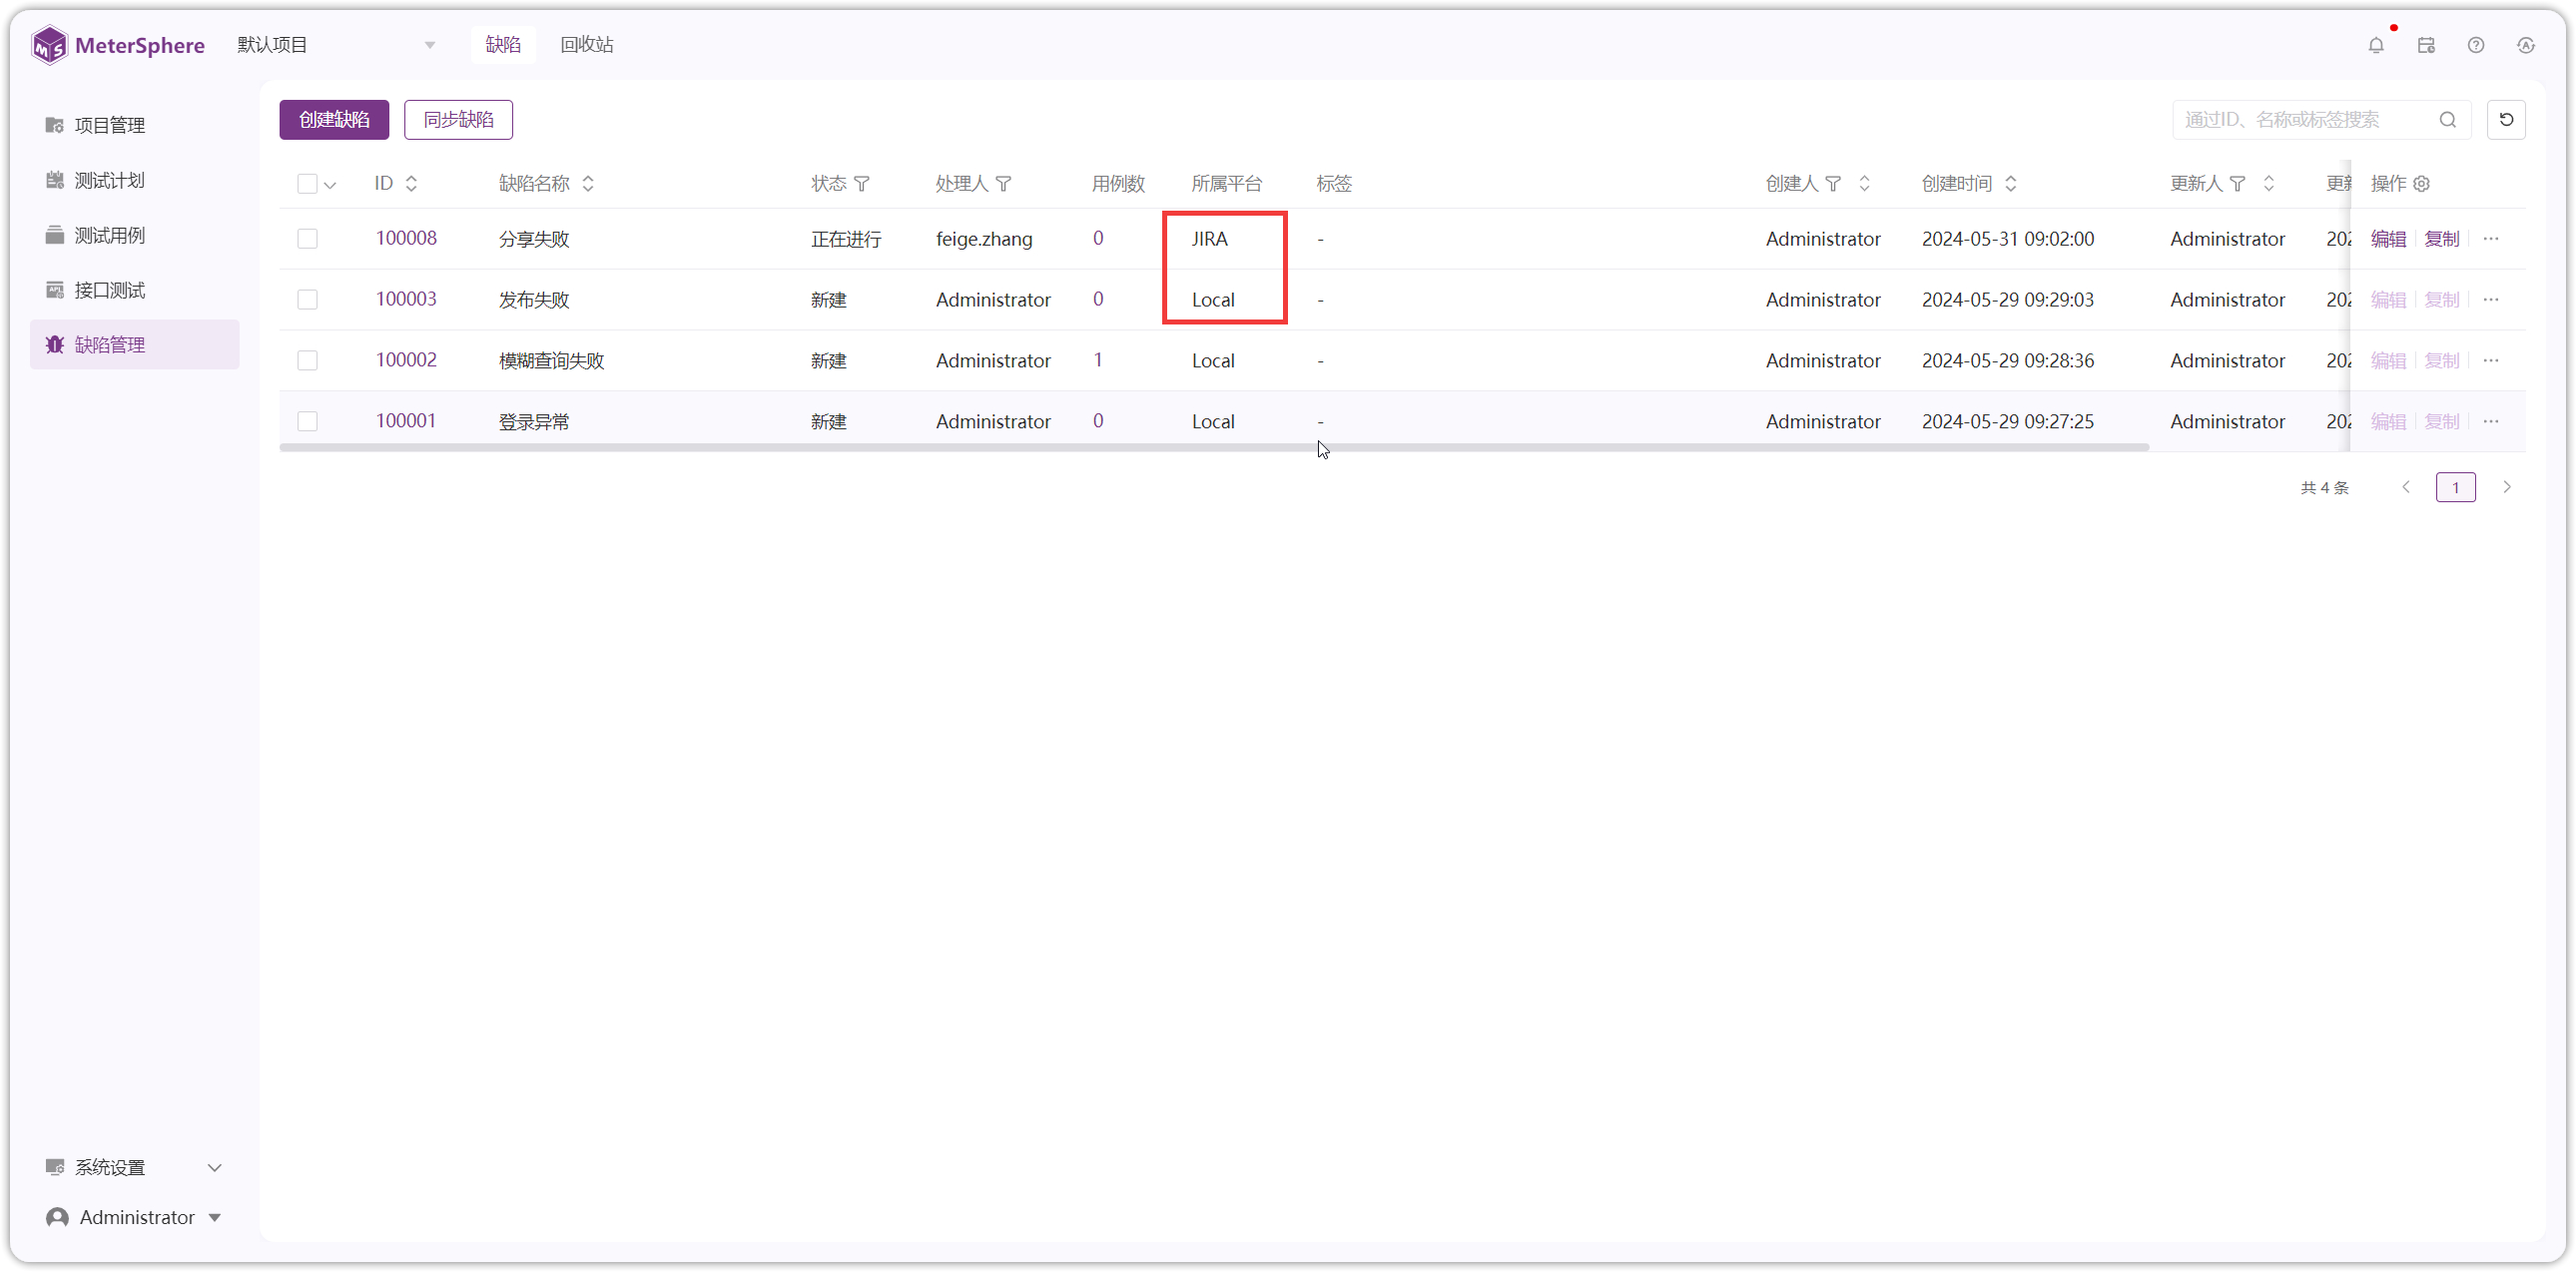 MeterSphere 默认项目 缺陷 回收站
项目管理
测试计划
测试用例
接口测试
缺陷管理
创建缺陷 同步缺陷 通过ID、名称或标签搜索
ID 缺陷名称 状态 处理人 用例数 所属平台 标签 创建人 创建时间 更新人 更新 操作
100008 分享失败 正在进行 feige.zhang 0 JIRA - Administrator 2024-05-31 09:02:00 Administrator 202 编辑 复制 ...
100003 发布失败 新建 Administrator 0 Local - Administrator 2024-05-29 09:29:03 Administrator 202 编辑 复制 ...
100002 模糊查询失败 新建 Administrator 1 Local - Administrator 2024-05-29 09:28:36 Administrator 202 编辑 复制 ...
100001 登录异常 新建 Administrator 0 Local - Administrator 2024-05-29 09:27:25 Administrator 202 编辑 复制 ...
共 4 条 1
系统设置
Administrator